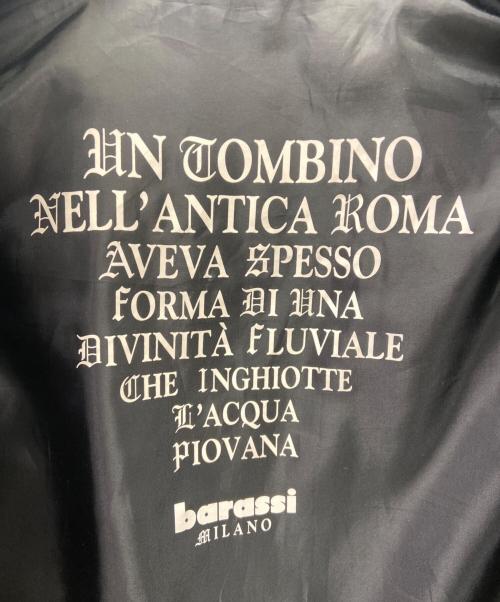 UN TOMBINO
NELL'ANTICA ROMA
AVEVA SPESSO
FORMA DI UNA
DIVINITÀ FLUVIALE
CHE INGHIOTTE
L'ACQUA
PIOVANA
barassi
MILANO